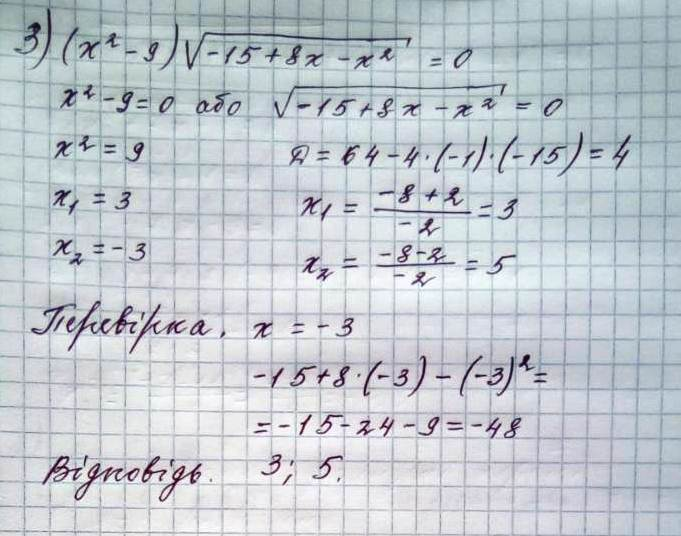 3) (x² - 9) √(-15 + 8x - x²) = 0
x² - 9 = 0 або √(-15 + 8x - x²) = 0
x² = 9 Д = 64 - 4·(-1)·(-15) = 4
x₁ = 3 x₁ = (-8 + 2)/(-2) = 3
x₂ = -3 x₂ = (-8 - 2)/(-2) = 5
Перевірка. x = -3
-15 + 8·(-3) - (-3)² =
= -15 - 24 - 9 = -48
Відповідь. 3; 5.